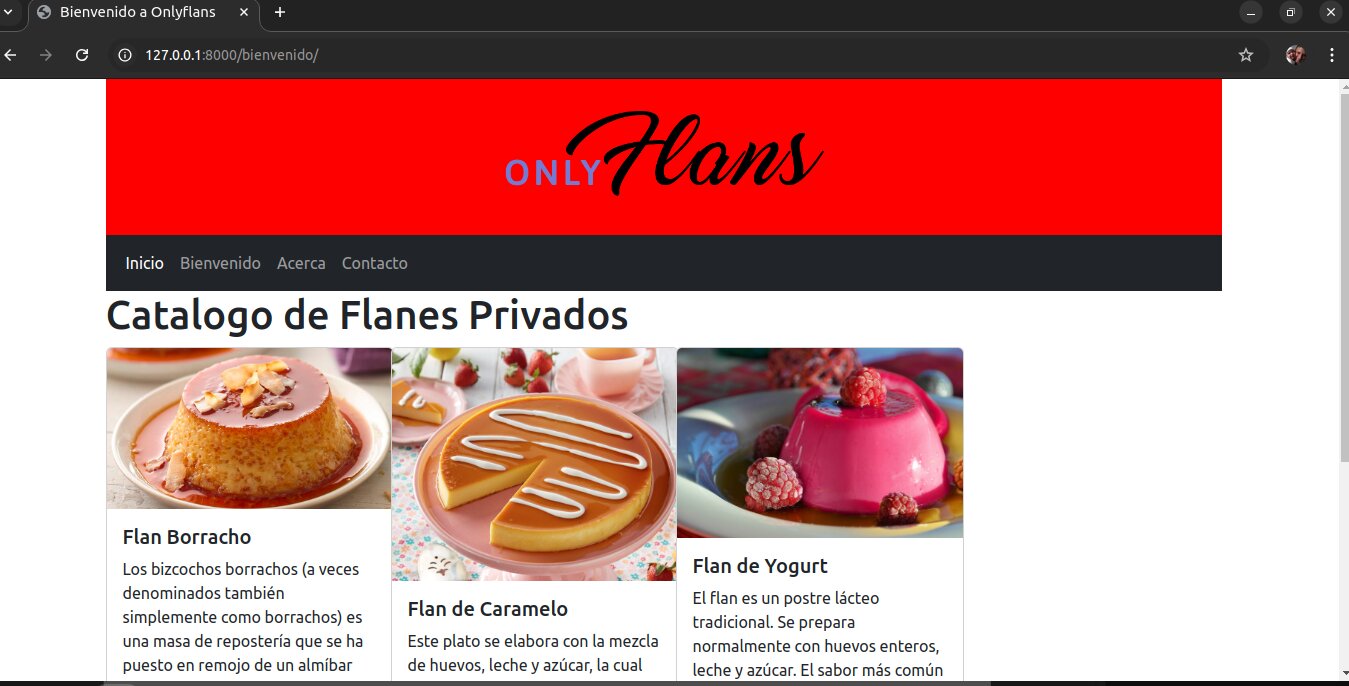 Bienvenido a Onlyflans
127.0.0.1:8000/bienvenido/
ONLY Flans
Inicio Bienvenido Acerca Contacto
Catalogo de Flanes Privados
Flan Borracho
Los bizcochos borrachos (a veces
denominados también
simplemente como borrachos) es
una masa de repostería que se ha
puesto en remojo de un almíbar
Flan de Caramelo
Este plato se elabora con la mezcla
de huevos, leche y azúcar, la cual
Flan de Yogurt
El flan es un postre lácteo
tradicional. Se prepara
normalmente con huevos enteros,
leche y azúcar. El sabor más común